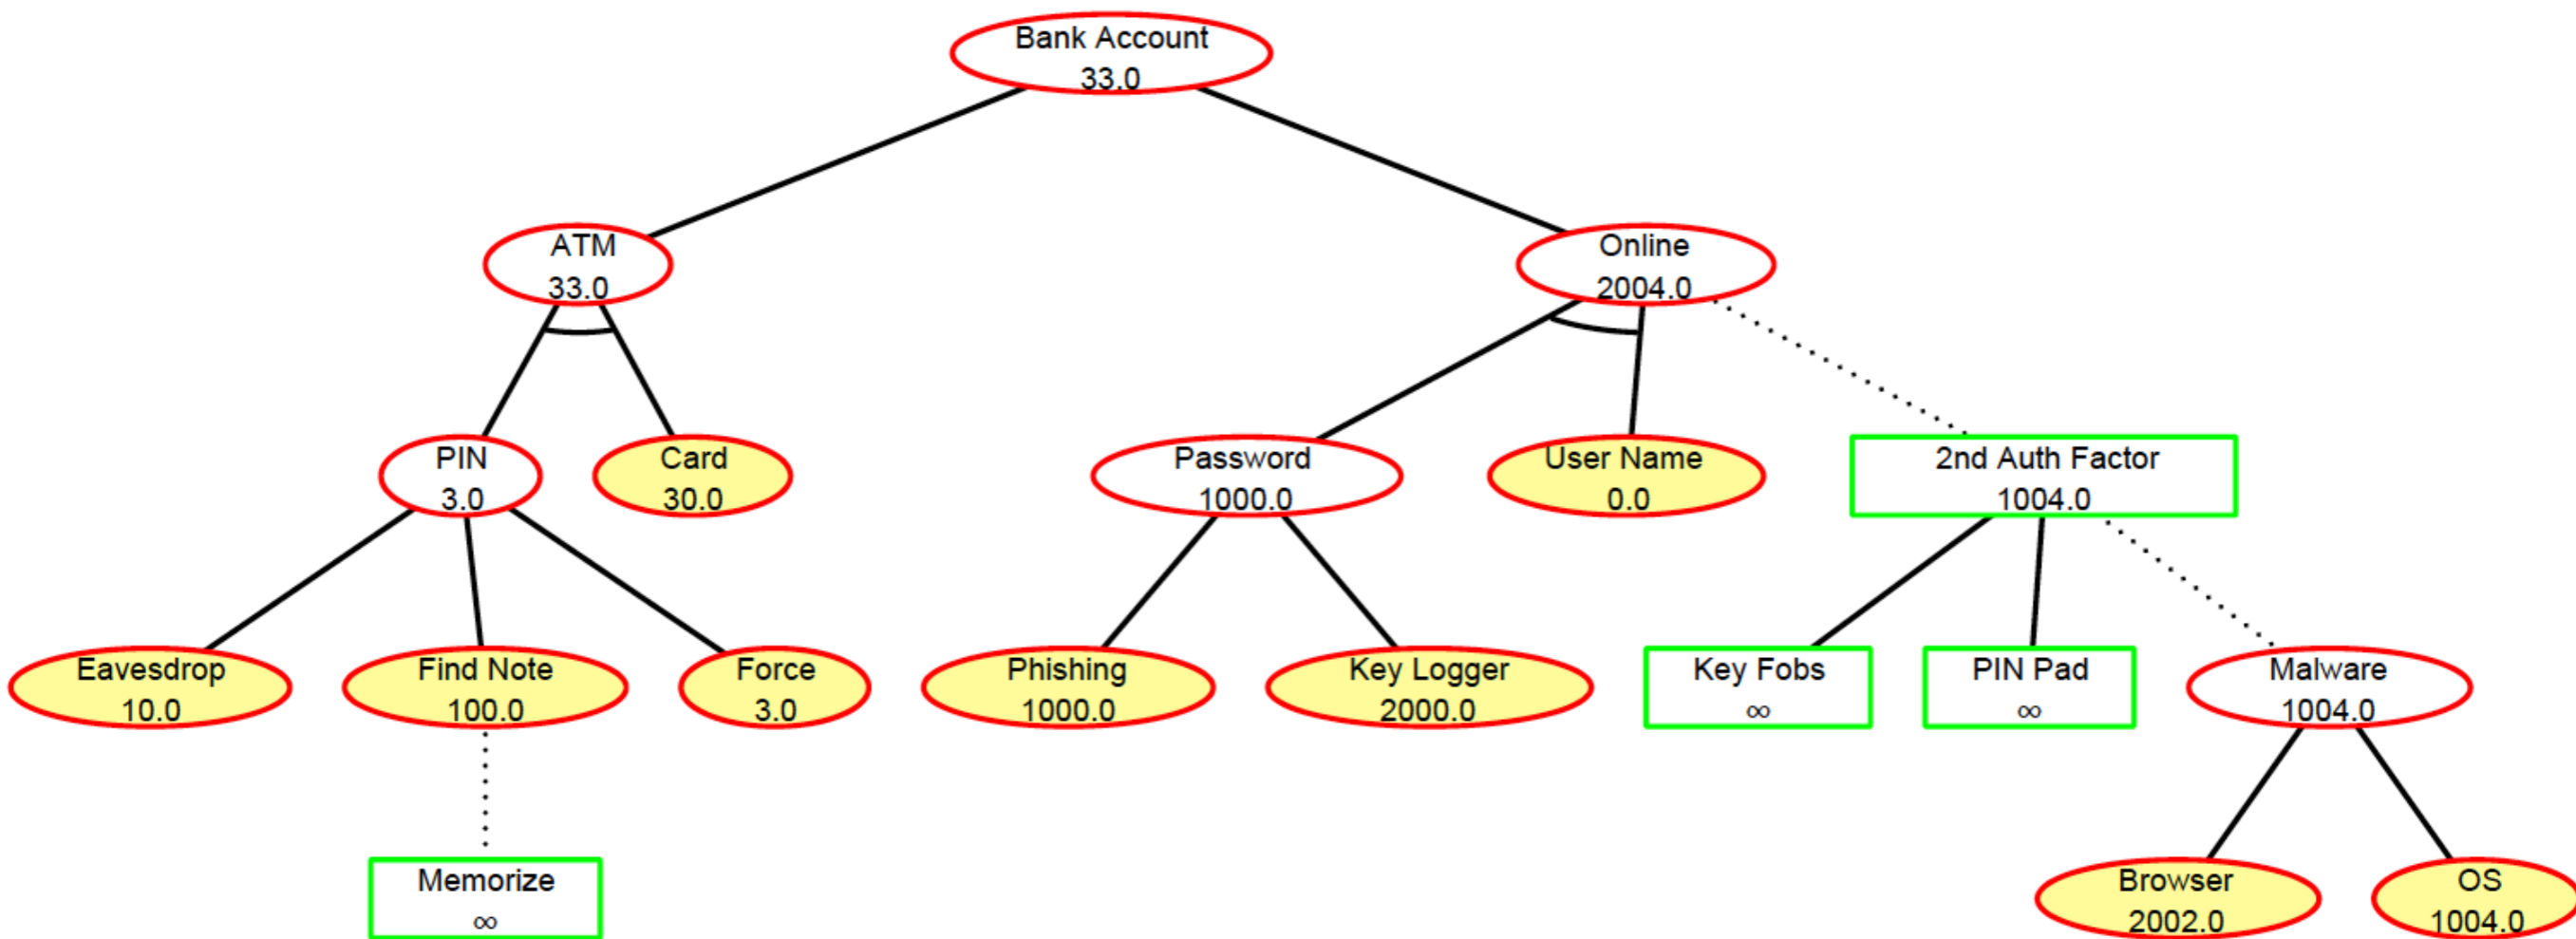 Bank Account
33.0
ATM
33.0
Online
2004.0
PIN
3.0
Card
30.0
Password
1000.0
User Name
0.0
2nd Auth Factor
1004.0
Eavesdrop
10.0
Find Note
100.0
Force
3.0
Phishing
1000.0
Key Logger
2000.0
Key Fobs
∞
PIN Pad
∞
Malware
1004.0
Memorize
∞
Browser
2002.0
OS
1004.0